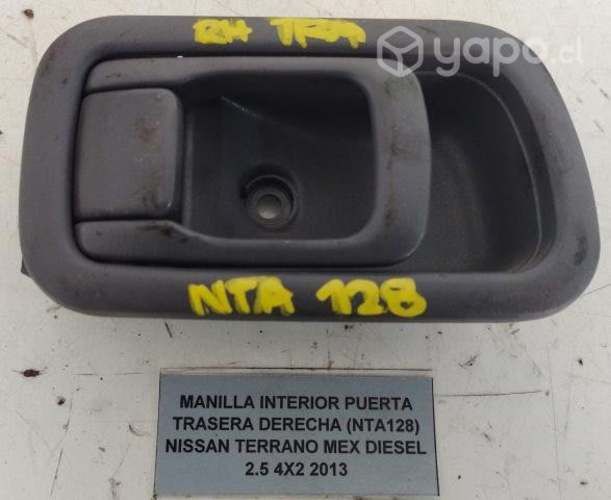 yapo.cl
RH TRA
NTA 128
MANILLA INTERIOR PUERTA
TRASERA DERECHA (NTA128)
NISSAN TERRANO MEX DIESEL
2.5 4X2 2013